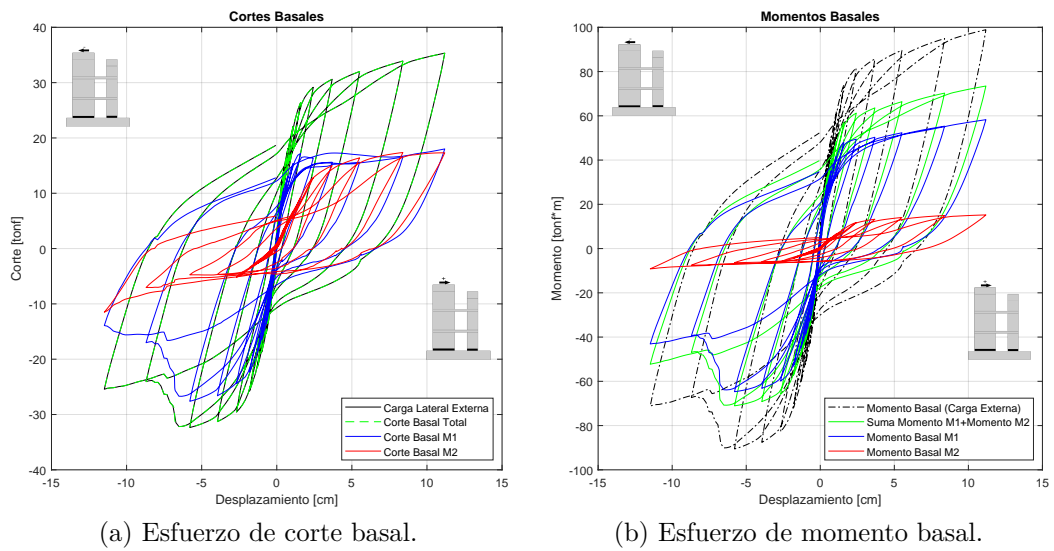 Cortes Basales
40
30
20
10
0
-10
-20
-30
-40
Corte [tonf]
-15
-10
-5
0
5
10
15
Desplazamiento [cm]
Carga Lateral Externa
Corte Basal Total
Corte Basal M1
Corte Basal M2
(a) Esfuerzo de corte basal.
Momentos Basales
100
80
60
40
20
0
-20
-40
-60
-80
-100
Momento [tonf*m]
-15
-10
-5
0
5
10
15
Desplazamiento [cm]
Momento Basal (Carga Externa)
Suma Momento M1+Momento M2
Momento Basal M1
Momento Basal M2
(b) Esfuerzo de momento basal.